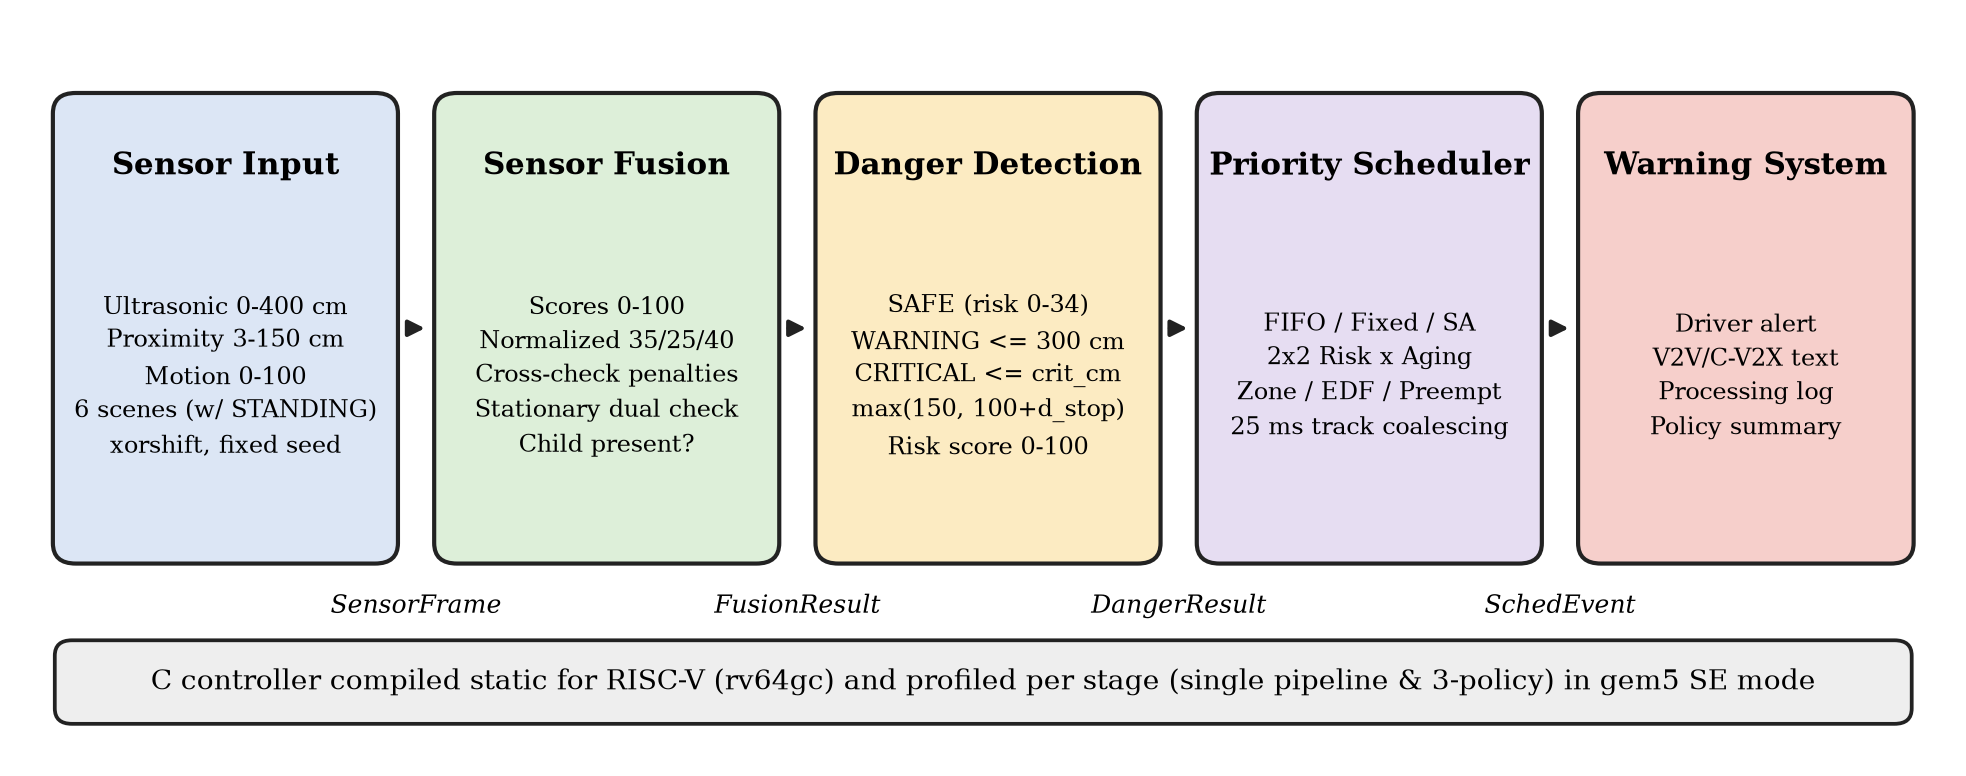 Sensor Input
Ultrasonic 0-400 cm
Proximity 3-150 cm
Motion 0-100
6 scenes (w/ STANDING)
xorshift, fixed seed
Sensor Fusion
Scores 0-100
Normalized 35/25/40
Cross-check penalties
Stationary dual check
Child present?
Danger Detection
SAFE (risk 0-34)
WARNING <= 300 cm
CRITICAL <= crit_cm
max(150, 100+d_stop)
Risk score 0-100
Priority Scheduler
FIFO / Fixed / SA
2x2 Risk x Aging
Zone / EDF / Preempt
25 ms track coalescing
Warning System
Driver alert
V2V/C-V2X text
Processing log
Policy summary
SensorFrame
FusionResult
DangerResult
SchedEvent
C controller compiled static for RISC-V (rv64gc) and profiled per stage (single pipeline & 3-policy) in gem5 SE mode